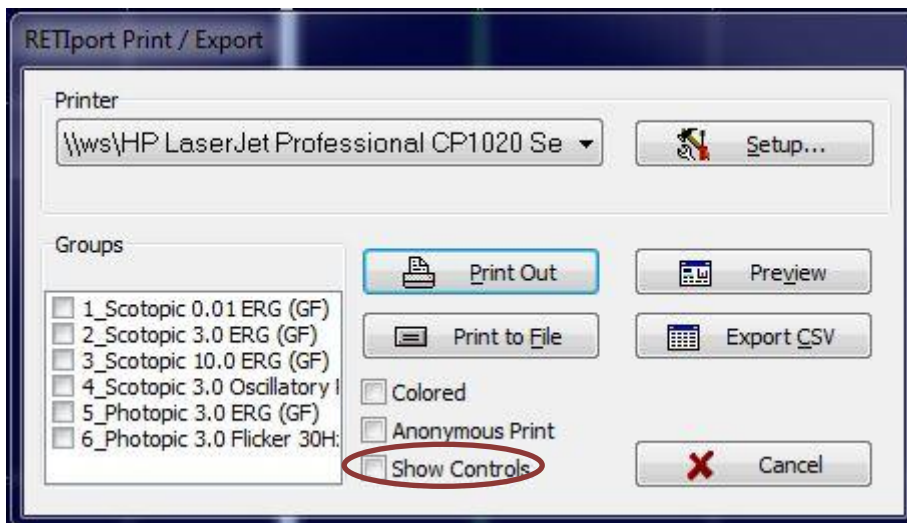 RETIport Print / Export
Printer
\\ws\HP LaserJet Professional CP1020 Se
Setup...
Groups
1_Scotopic 0.01 ERG (GF)
2_Scotopic 3.0 ERG (GF)
3_Scotopic 10.0 ERG (GF)
4_Scotopic 3.0 Oscillatory
5_Photopic 3.0 ERG (GF)
6_Photopic 3.0 Flicker 30H
Print Out
Preview
Print to File
Export CSV
Colored
Anonymous Print
Show Controls
Cancel